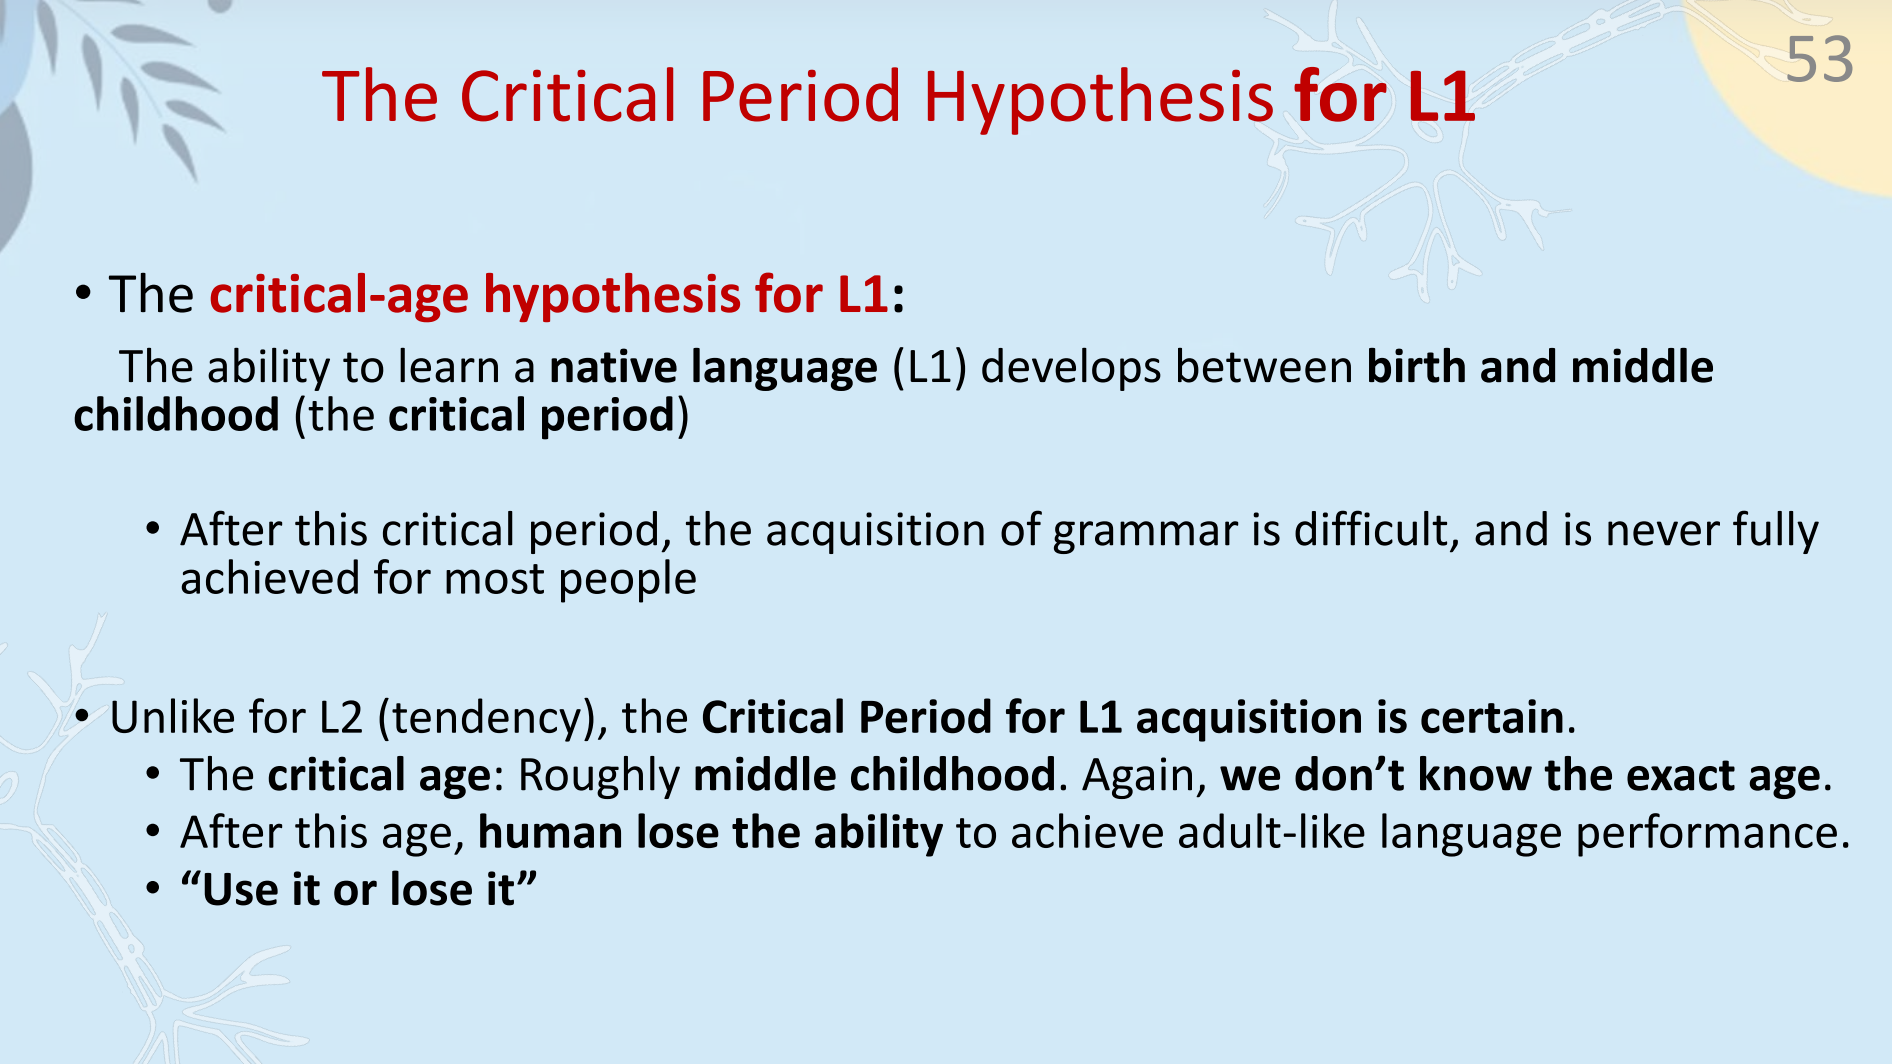 53
The Critical Period Hypothesis for L1
• The critical-age hypothesis for L1:
The ability to learn a native language (L1) develops between birth and middle
childhood (the critical period)
• After this critical period, the acquisition of grammar is difficult, and is never fully
achieved for most people
• Unlike for L2 (tendency), the Critical Period for L1 acquisition is certain.
• The critical age: Roughly middle childhood. Again, we don’t know the exact age.
• After this age, human lose the ability to achieve adult-like language performance.
• “Use it or lose it”